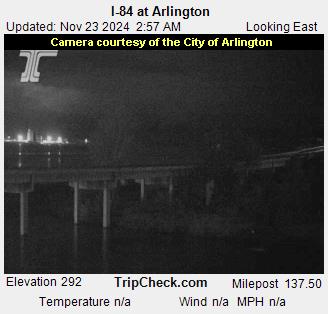 I-84 at Arlington
Updated: Nov 23 2024 2:57 AM Looking East
Camera courtesy of the City of Arlington
Elevation 292 TripCheck.com Milepost 137.50
Temperature n/a Wind n/a MPH n/a